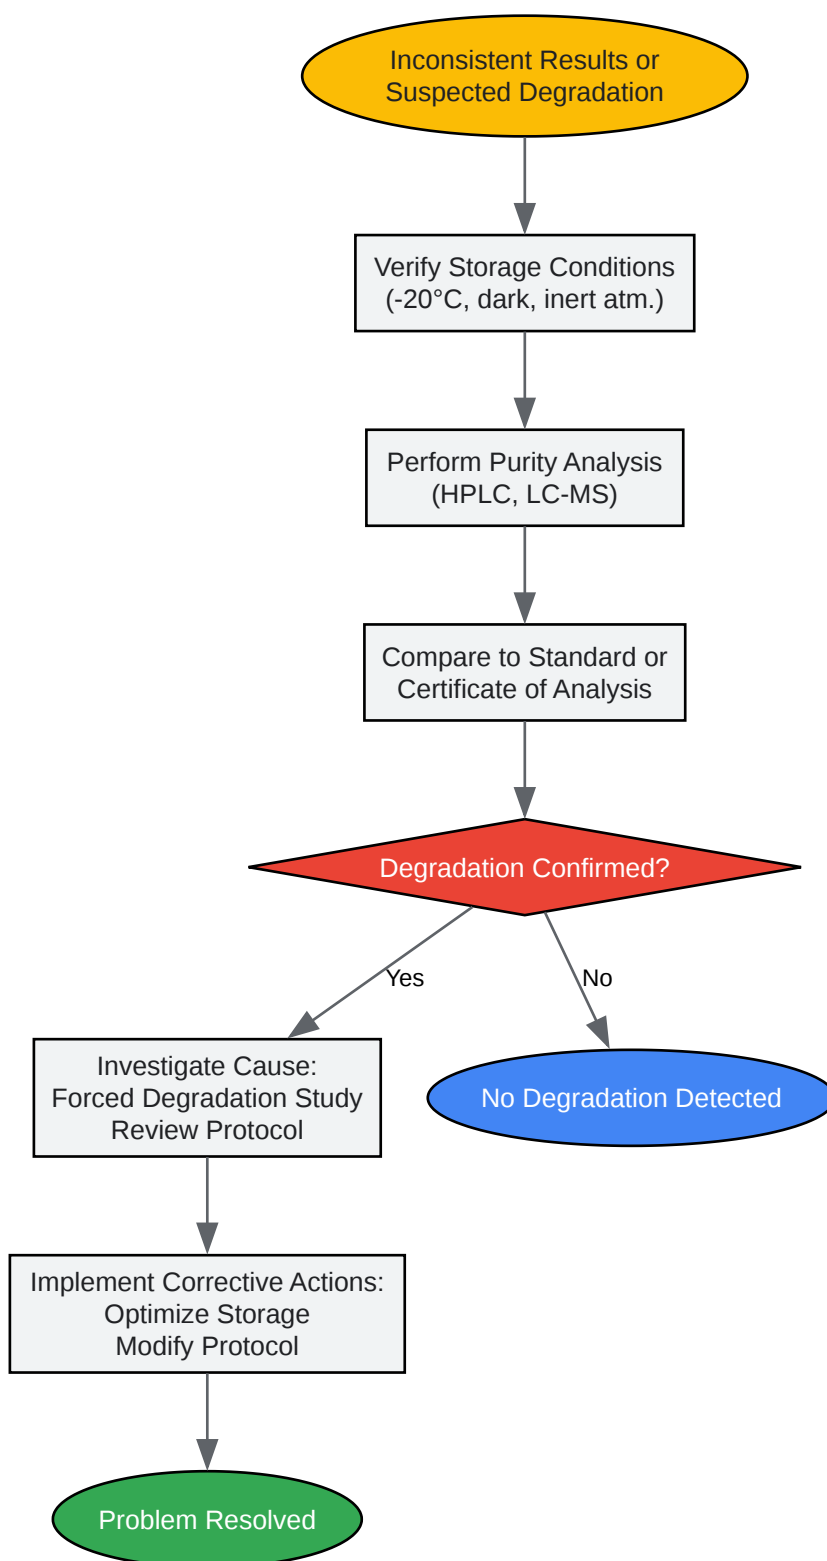 Inconsistent Results or
Suspected Degradation
Verify Storage Conditions
(-20°C, dark, inert atm.)
Perform Purity Analysis
(HPLC, LC-MS)
Compare to Standard or
Certificate of Analysis
Degradation Confirmed?
Yes
No
Investigate Cause:
Forced Degradation Study
Review Protocol
No Degradation Detected
Implement Corrective Actions:
Optimize Storage
Modify Protocol
Problem Resolved